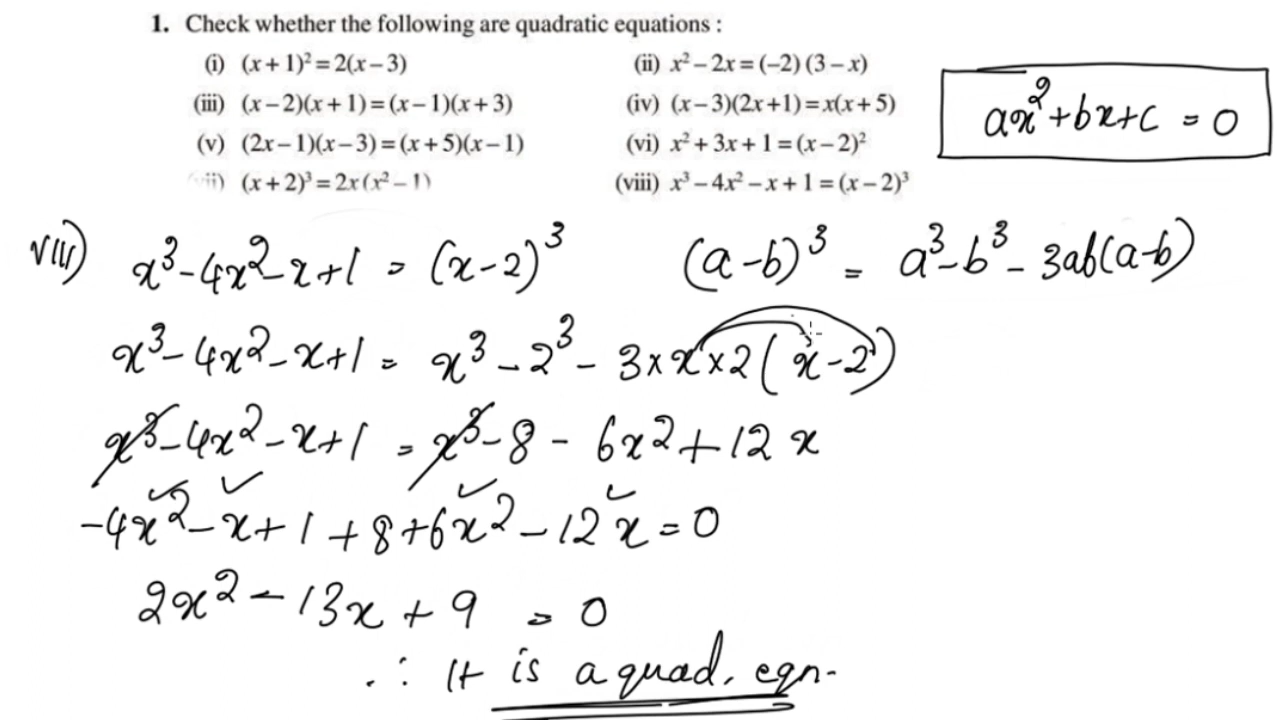 1. Check whether the following are quadratic equations :
(i) (x + 1)² = 2(x – 3) (ii) x² – 2x = (–2) (3 – x)
(iii) (x – 2)(x + 1) = (x – 1)(x + 3) (iv) (x – 3)(2x + 1) = x(x + 5)
(v) (2x – 1)(x – 3) = (x + 5)(x – 1) (vi) x² + 3x + 1 = (x – 2)²
(vii) (x + 2)³ = 2x (x² – 1) (viii) x³ – 4x² – x + 1 = (x – 2)³
ax² + bx + c = 0
viii) x³ - 4x² - x + 1 = (x - 2)³ (a - b)³ = a³ - b³ - 3ab(a - b)
x³ - 4x² - x + 1 = x³ - 2³ - 3 × x × 2 (x - 2)
x³ - 4x² - x + 1 = x³ - 8 - 6x² + 12x
-4x² - x + 1 + 8 + 6x² - 12x = 0
2x² - 13x + 9 = 0
∴ It is a quad. eqn.